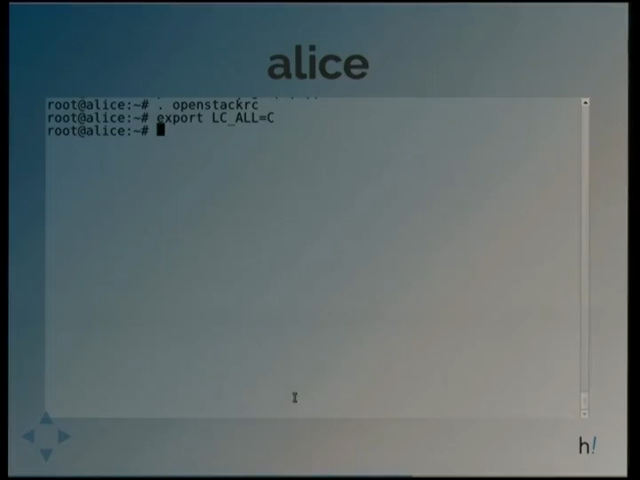 alice
root@alice:~# . openstackrc
root@alice:~# export LC_ALL=C
root@alice:~#
h!